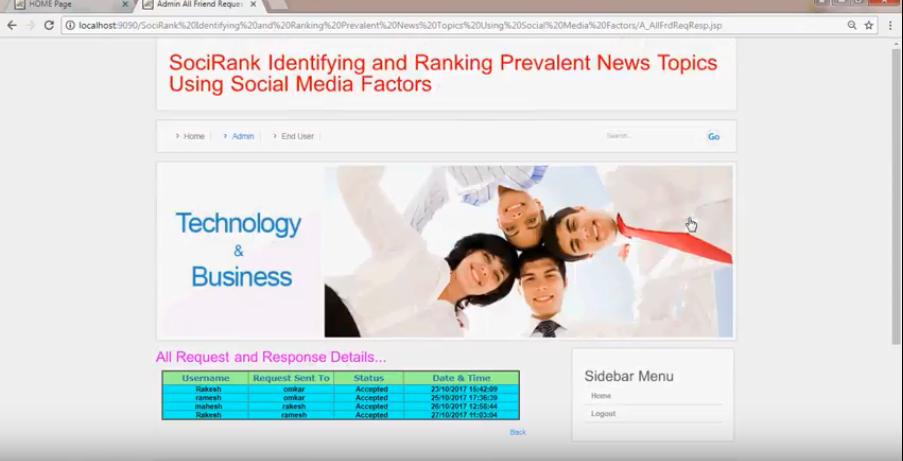 HOME Page
Admin All Friend Reques
localhost:9090/SociRank%20Identifying%20and%20Ranking%20Prevalent%20News%20Topics%20Using%20Social%20Media%20Factors/A_AllFrdReqResp.jsp
SociRank Identifying and Ranking Prevalent News Topics
Using Social Media Factors
Home Admin End User Search... Go
Technology
&
Business
All Request and Response Details...
Username Request Sent To Status Date & Time
Rakesh omkar Accepted 23/10/2017 15:42:09
ramesh omkar Accepted 25/10/2017 17:36:39
mahesh rakesh Accepted 26/10/2017 12:58:44
Rakesh ramesh Accepted 27/10/2017 11:03:04
Back
Sidebar Menu
Home
Logout